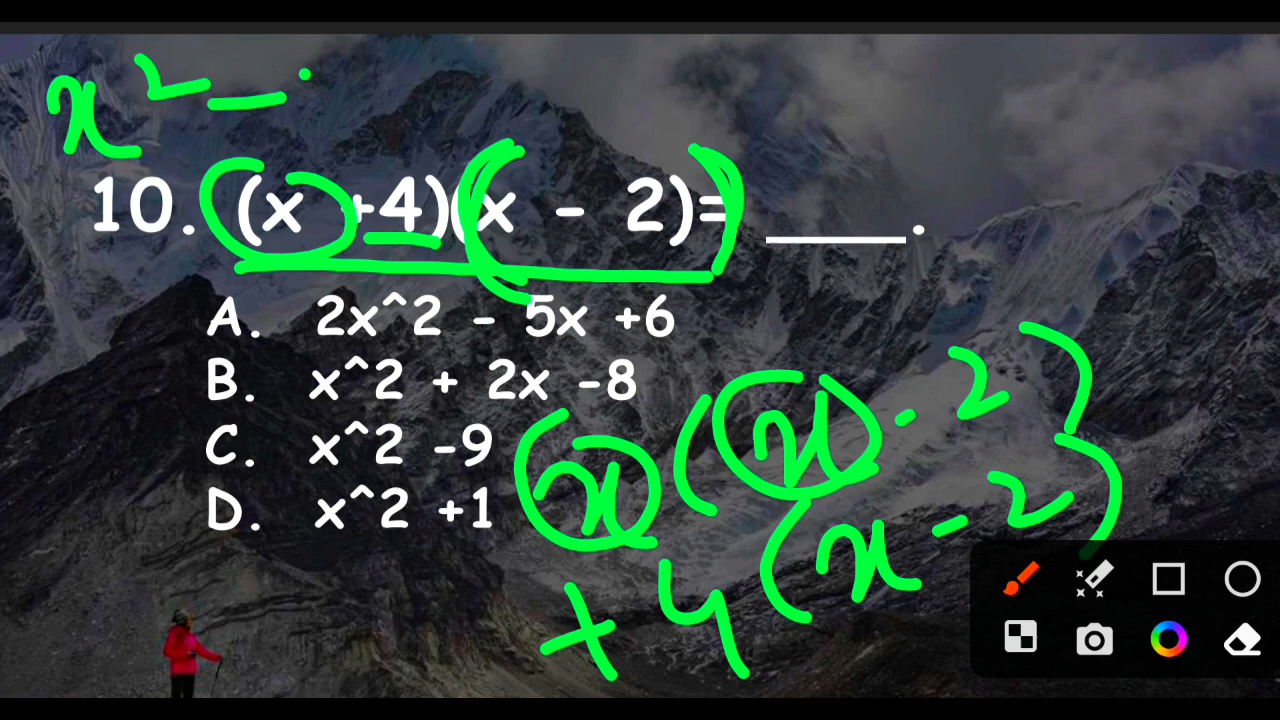 x² -
10. (x +4)(x - 2)= ____.
A. 2x^2 - 5x +6
B. x^2 + 2x -8
C. x^2 -9
D. x^2 +1
x(x - 2)
+4(x - 2)